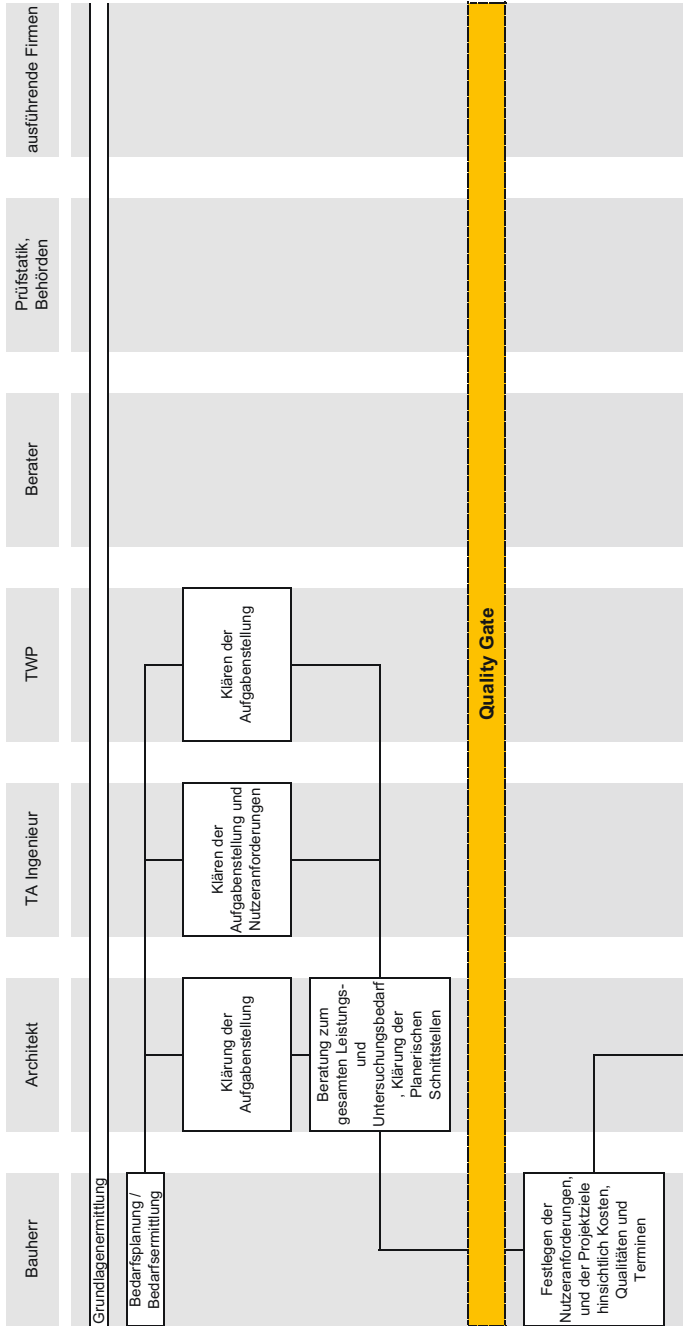 Bauherr
Architekt
TA Ingenieur
TWP
Berater
Prüfstatik,
Behörden
ausführende Firmen
Grundlagenermittlung
Bedarfsplanung /
Bedarfsermittlung
Klärung der
Aufgabenstellung
Klären der
Aufgabenstellung und
Nutzeranforderungen
Klären der
Aufgabenstellung
Beratung zum
gesamten Leistungs-
und
Untersuchungsbedarf
, Klärung der
Planerischen
Schnittstellen
Quality Gate
Festlegen der
Nutzeranforderungen,
und der Projektziele
hinsichtlich Kosten,
Qualitäten und
Terminen